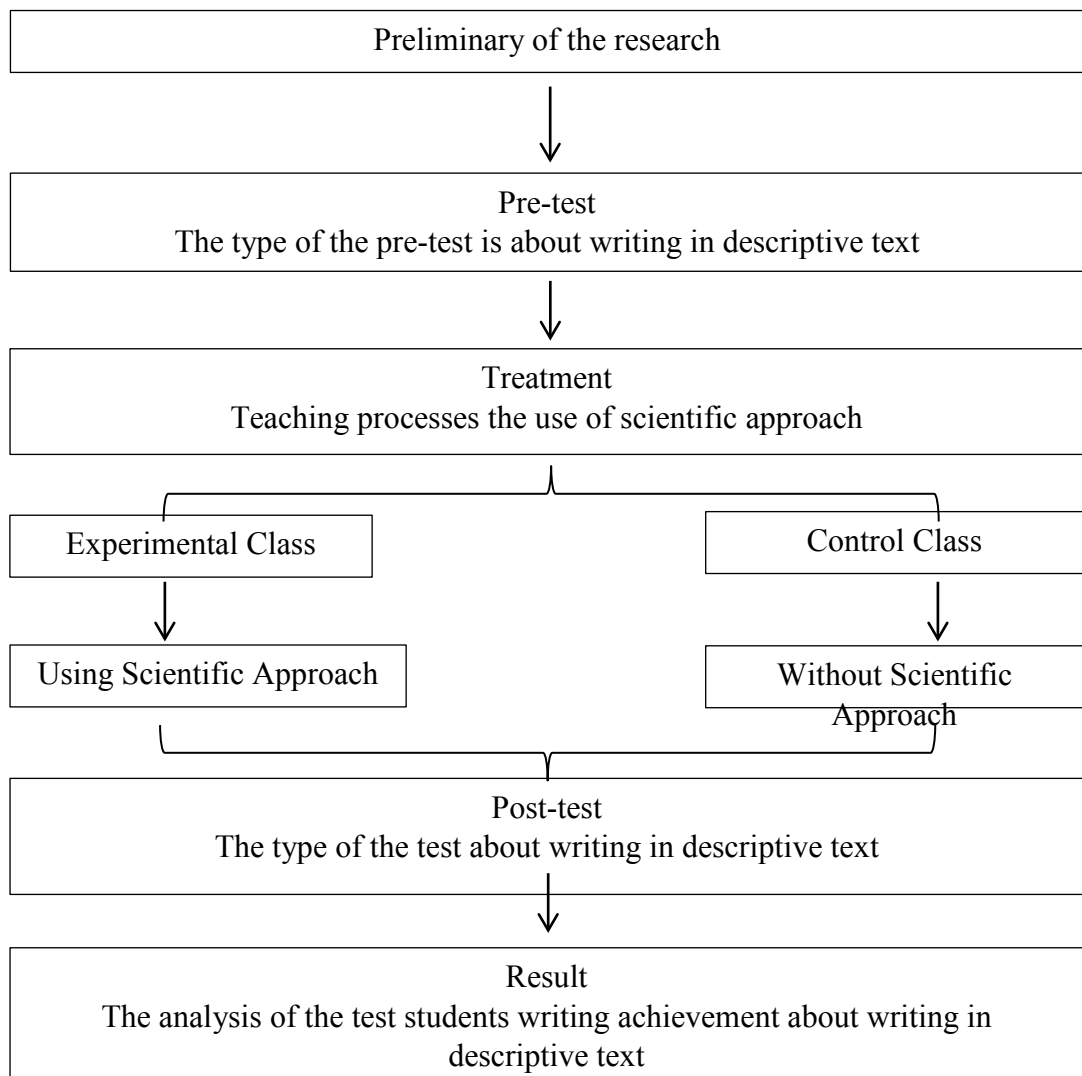 Preliminary of the research
Pre-test
The type of the pre-test is about writing in descriptive text
Treatment
Teaching processes the use of scientific approach
Experimental Class
Control Class
Using Scientific Approach
Without Scientific
Approach
Post-test
The type of the test about writing in descriptive text
Result
The analysis of the test students writing achievement about writing in
descriptive text